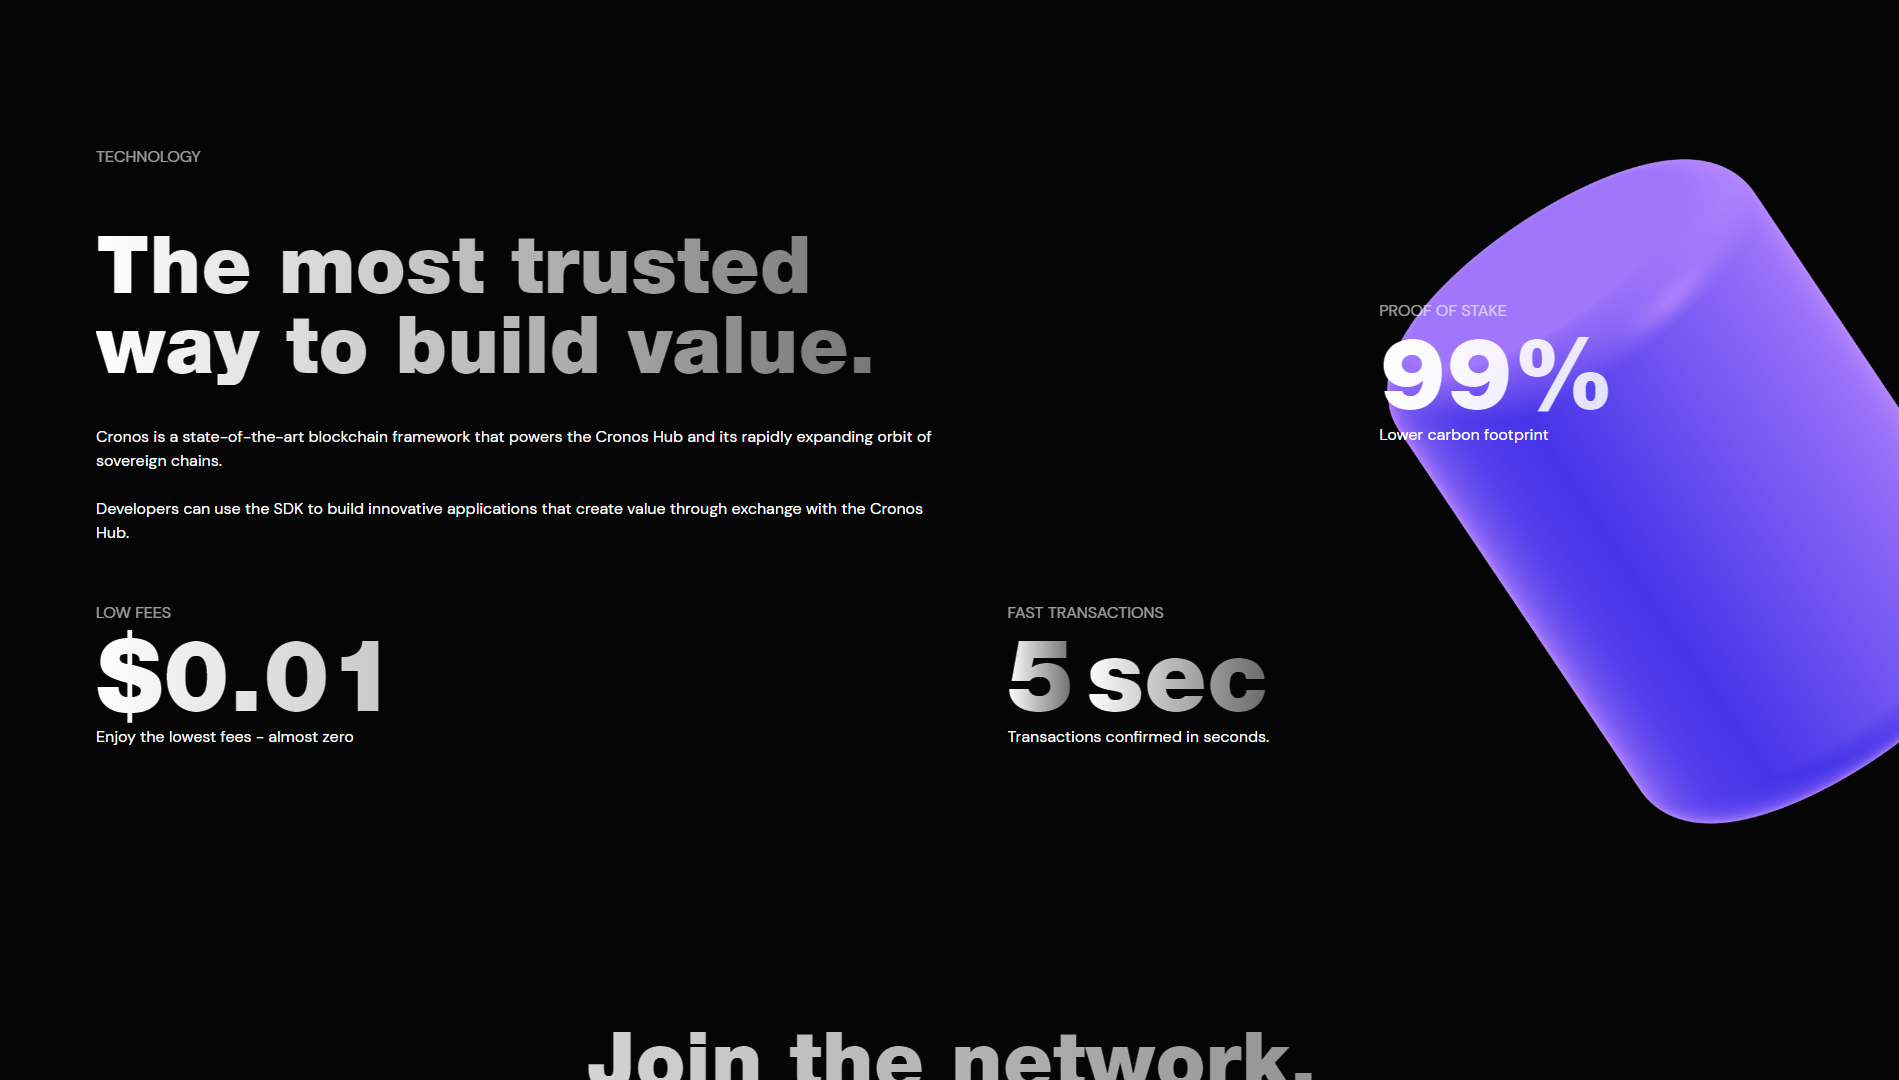 TECHNOLOGY
The most trusted
way to build value.
Cronos is a state-of-the-art blockchain framework that powers the Cronos Hub and its rapidly expanding orbit of
sovereign chains.
Developers can use the SDK to build innovative applications that create value through exchange with the Cronos
Hub.
PROOF OF STAKE
99%
Lower carbon footprint
LOW FEES
$0.01
Enjoy the lowest fees - almost zero
FAST TRANSACTIONS
5 sec
Transactions confirmed in seconds.
Join the network.